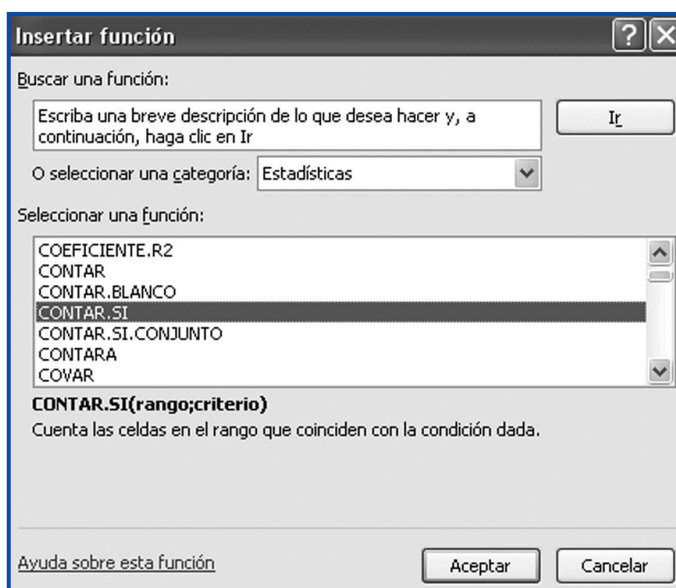 Insertar función
Buscar una función:
Escriba una breve descripción de lo que desea hacer y, a
continuación, haga clic en Ir
Ir
O seleccionar una categoría: Estadísticas
Seleccionar una función:
COEFICIENTE.R2
CONTAR
CONTAR.BLANCO
CONTAR.SI
CONTAR.SI.CONJUNTO
CONTARA
COVAR
CONTAR.SI(rango;criterio)
Cuenta las celdas en el rango que coinciden con la condición dada.
Ayuda sobre esta función
Aceptar
Cancelar